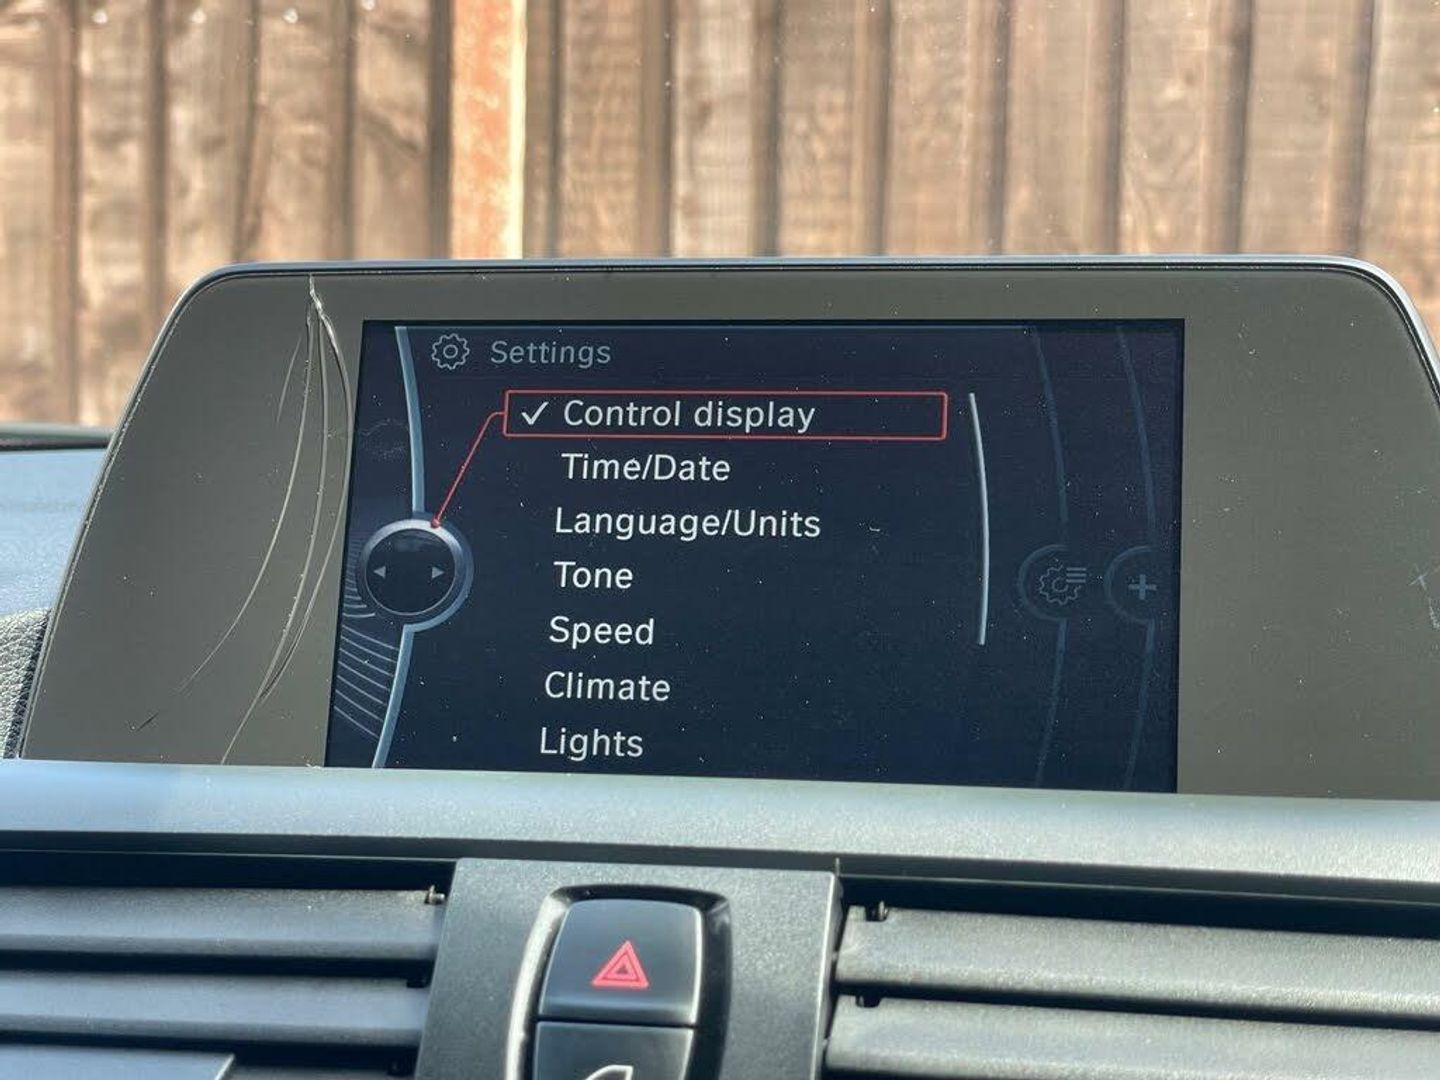 Settings
✓ Control display
Time/Date
Language/Units
Tone
Speed
Climate
Lights